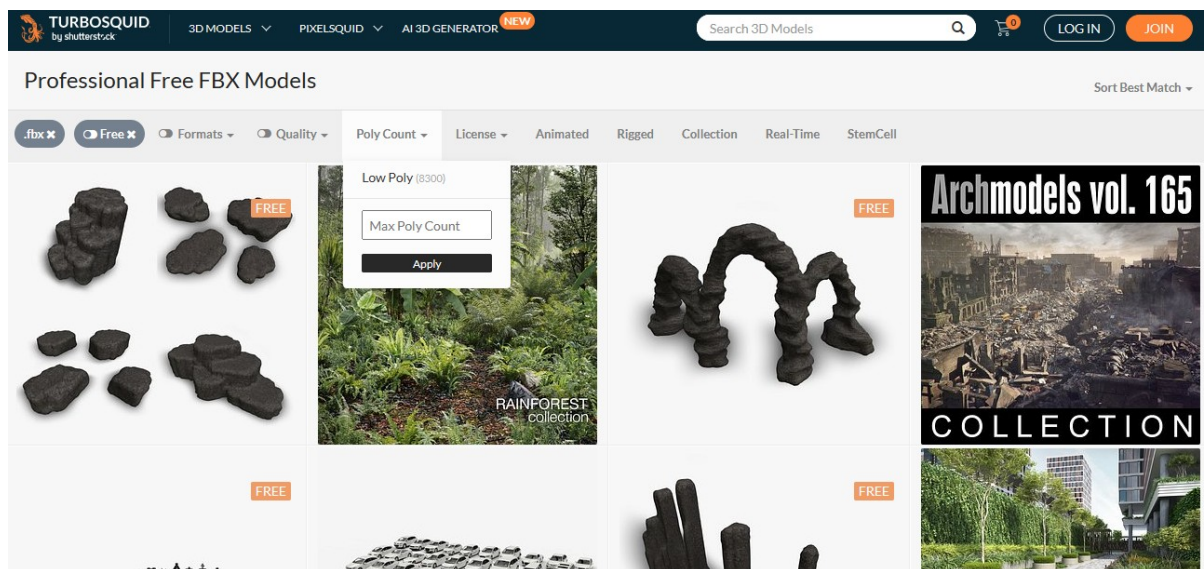 TURBOSQUID
by shutterstock
3D MODELS
PIXELSQUID
AI 3D GENERATOR
NEW
Search 3D Models
0
LOG IN
JOIN
Professional Free FBX Models
Sort Best Match
.fbx ×
Free ×
Formats
Quality
Poly Count
License
Animated
Rigged
Collection
Real-Time
StemCell
Low Poly (8300)
Max Poly Count
Apply
FREE
RAINFOREST
collection
FREE
Archmodels vol. 165
COLLECTION
FREE
FREE